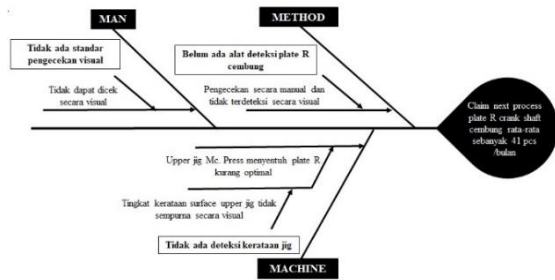 MAN
METHOD
Tidak ada standar
pengecekan visual
Belum ada alat deteksi plate R
cembung
Tidak dapat dicek
secara visual
Pengecekan secara manual dan
tidak terdeteksi secara visual
Claim next process
plate R crank shaft
cembung rata-rata
sebanyak 41 pcs
/bulan
Upper jig Mc. Press menyentuh plate R
kurang optimal
Tingkat kerataan surface upper jig tidak
sempurna secara visual
Tidak ada deteksi kerataan jig
MACHINE